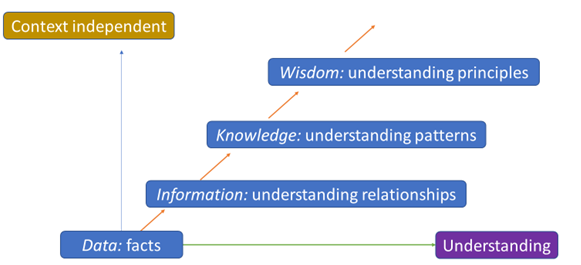 Context independent
Wisdom: understanding principles
Knowledge: understanding patterns
Information: understanding relationships
Data: facts
Understanding